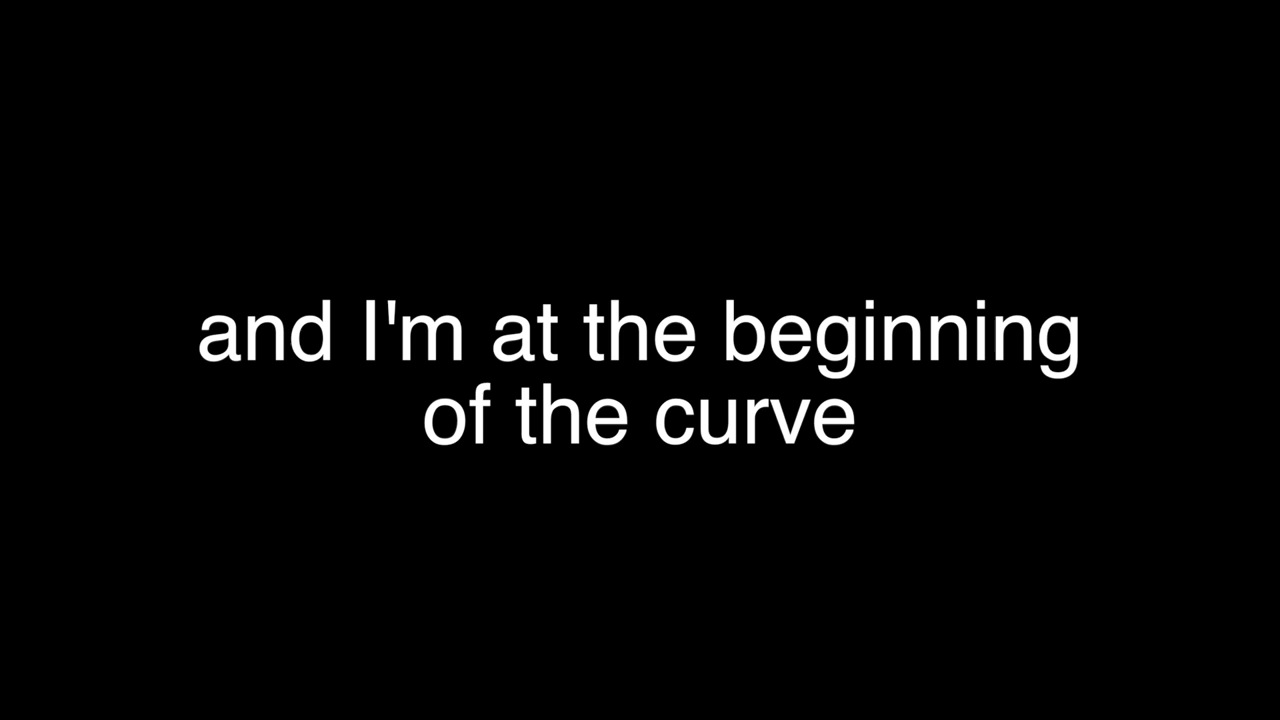 and I'm at the beginning
of the curve